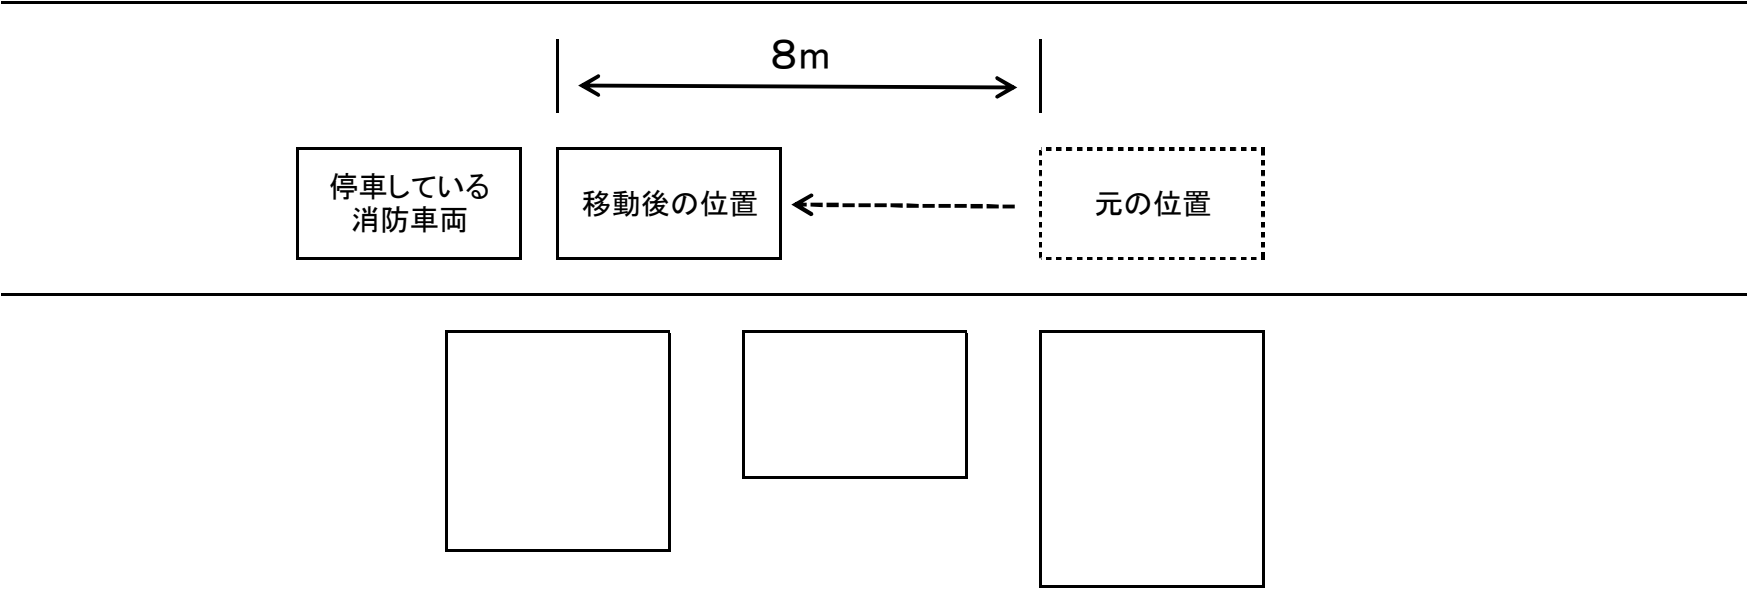 ８ｍ
停車している
消防車両
移動後の位置
元の位置